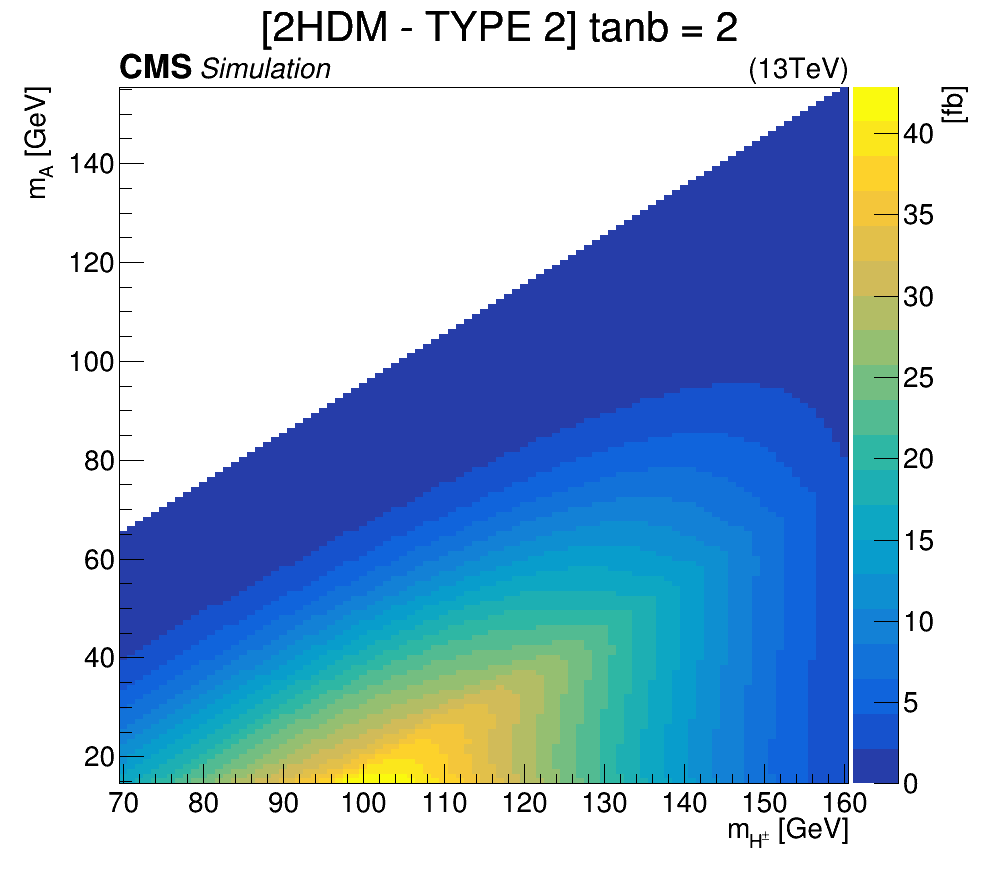 [2HDM - TYPE 2] tanb = 2
CMS Simulation (13TeV)
m_A [GeV]
[fb]
140
120
100
80
60
40
20
40
35
30
25
20
15
10
5
0
70 80 90 100 110 120 130 140 150 160
m_H± [GeV]